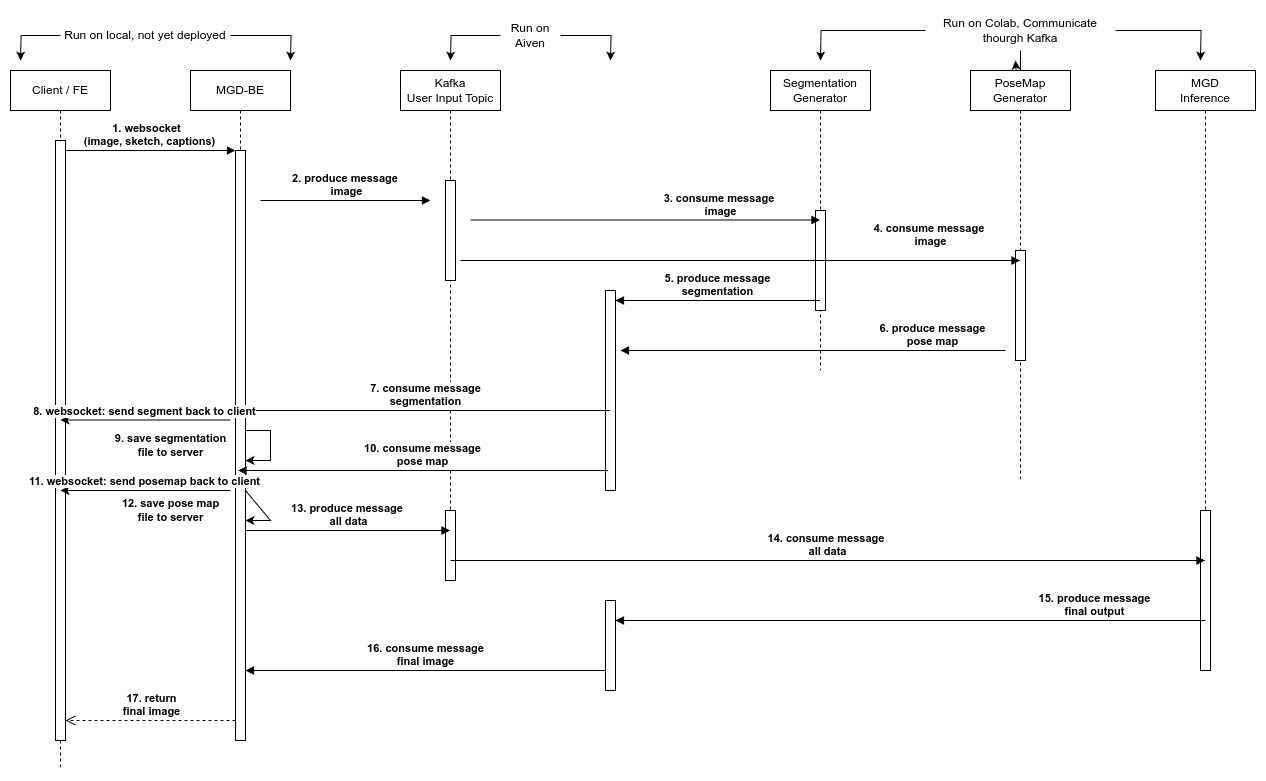 Run on local, not yet deployed
Run on
Aiven
Run on Colab, Communicate
thourgh Kafka
Client / FE
MGD-BE
Kafka
User Input Topic
Segmentation
Generator
PoseMap
Generator
MGD
Inference
1. websocket
(image, sketch, captions)
2. produce message
image
3. consume message
image
4. consume message
image
5. produce message
segmentation
6. produce message
pose map
7. consume message
segmentation
8. websocket: send segment back to client
9. save segmentation
file to server
10. consume message
pose map
11. websocket: send posemap back to client
12. save pose map
file to server
13. produce message
all data
14. consume message
all data
15. produce message
final output
16. consume message
final image
17. return
final image